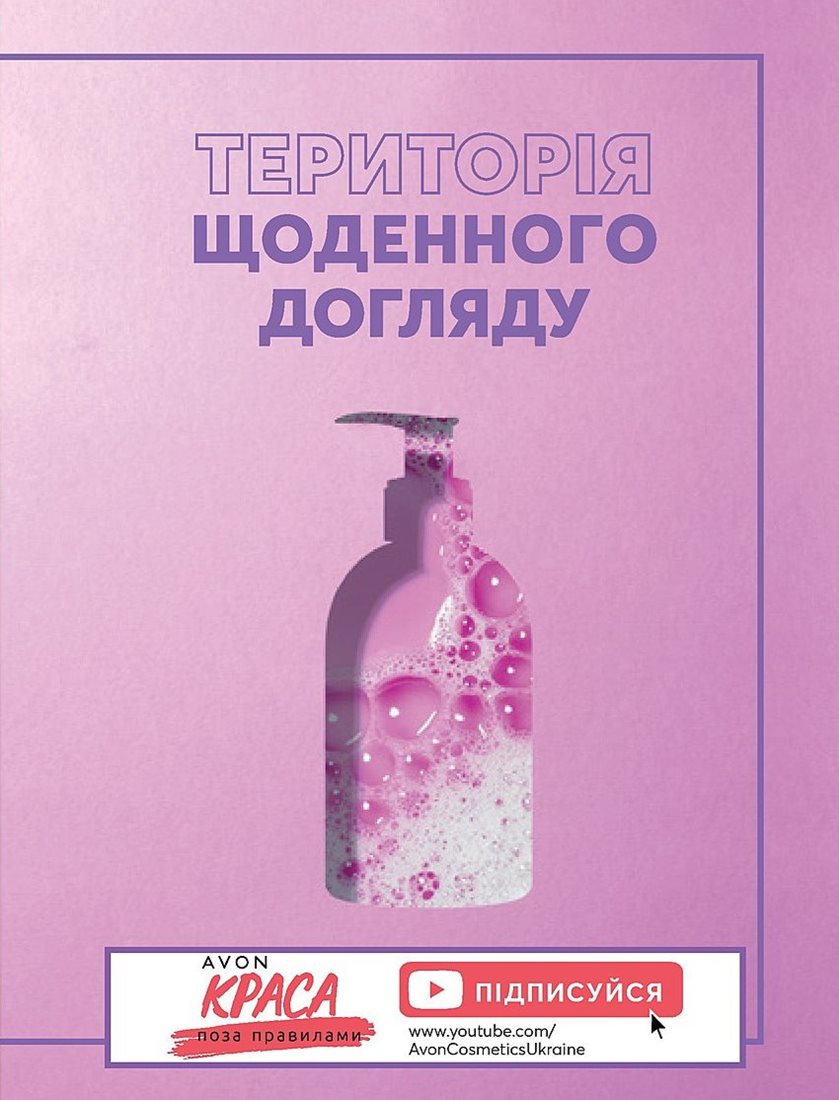 ТЕРИТОРІЯ
ЩОДЕННОГО
ДОГЛЯДУ
AVON
КРАСА
поза правилами
ПІДПИСУЙСЯ
www.youtube.com/
AvonCosmeticsUkraine